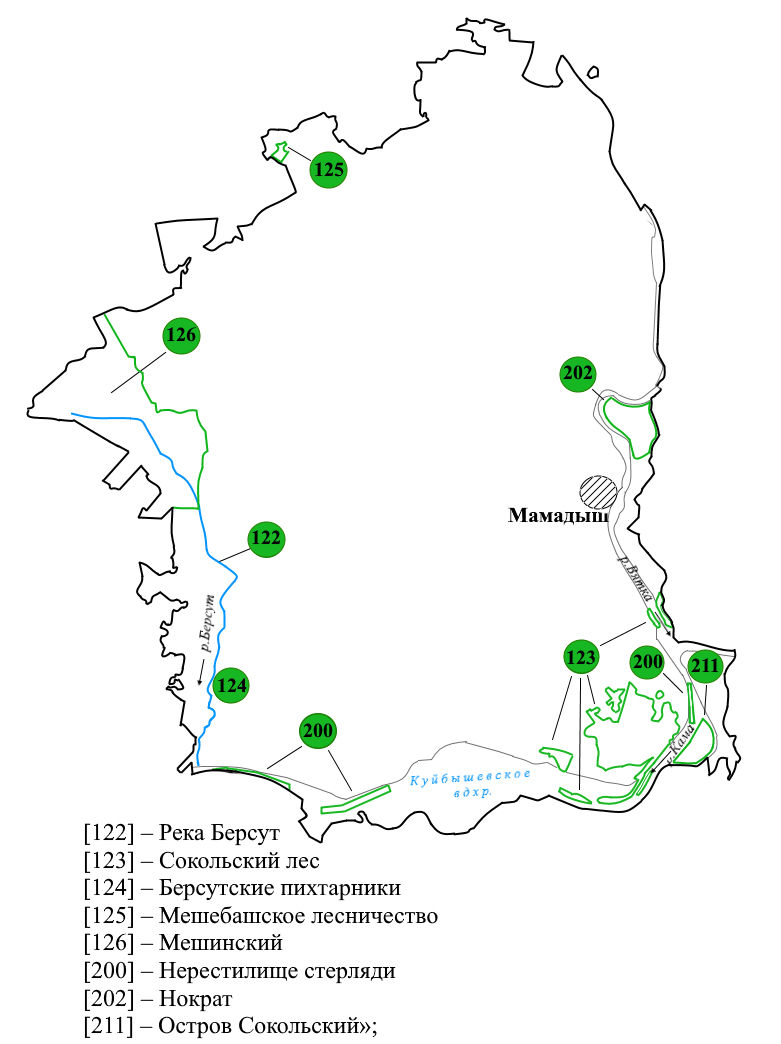 125
126
202
Мамадыш
122
р.Вятка
р.Берсут
123
200
211
124
200
р.Кама
Куйбышевское
вдхр.
[122] – Река Берсут
[123] – Сокольский лес
[124] – Берсутские пихтарники
[125] – Мешебашское лесничество
[126] – Мешинский
[200] – Нерестилище стерляди
[202] – Нократ
[211] – Остров Сокольский»;